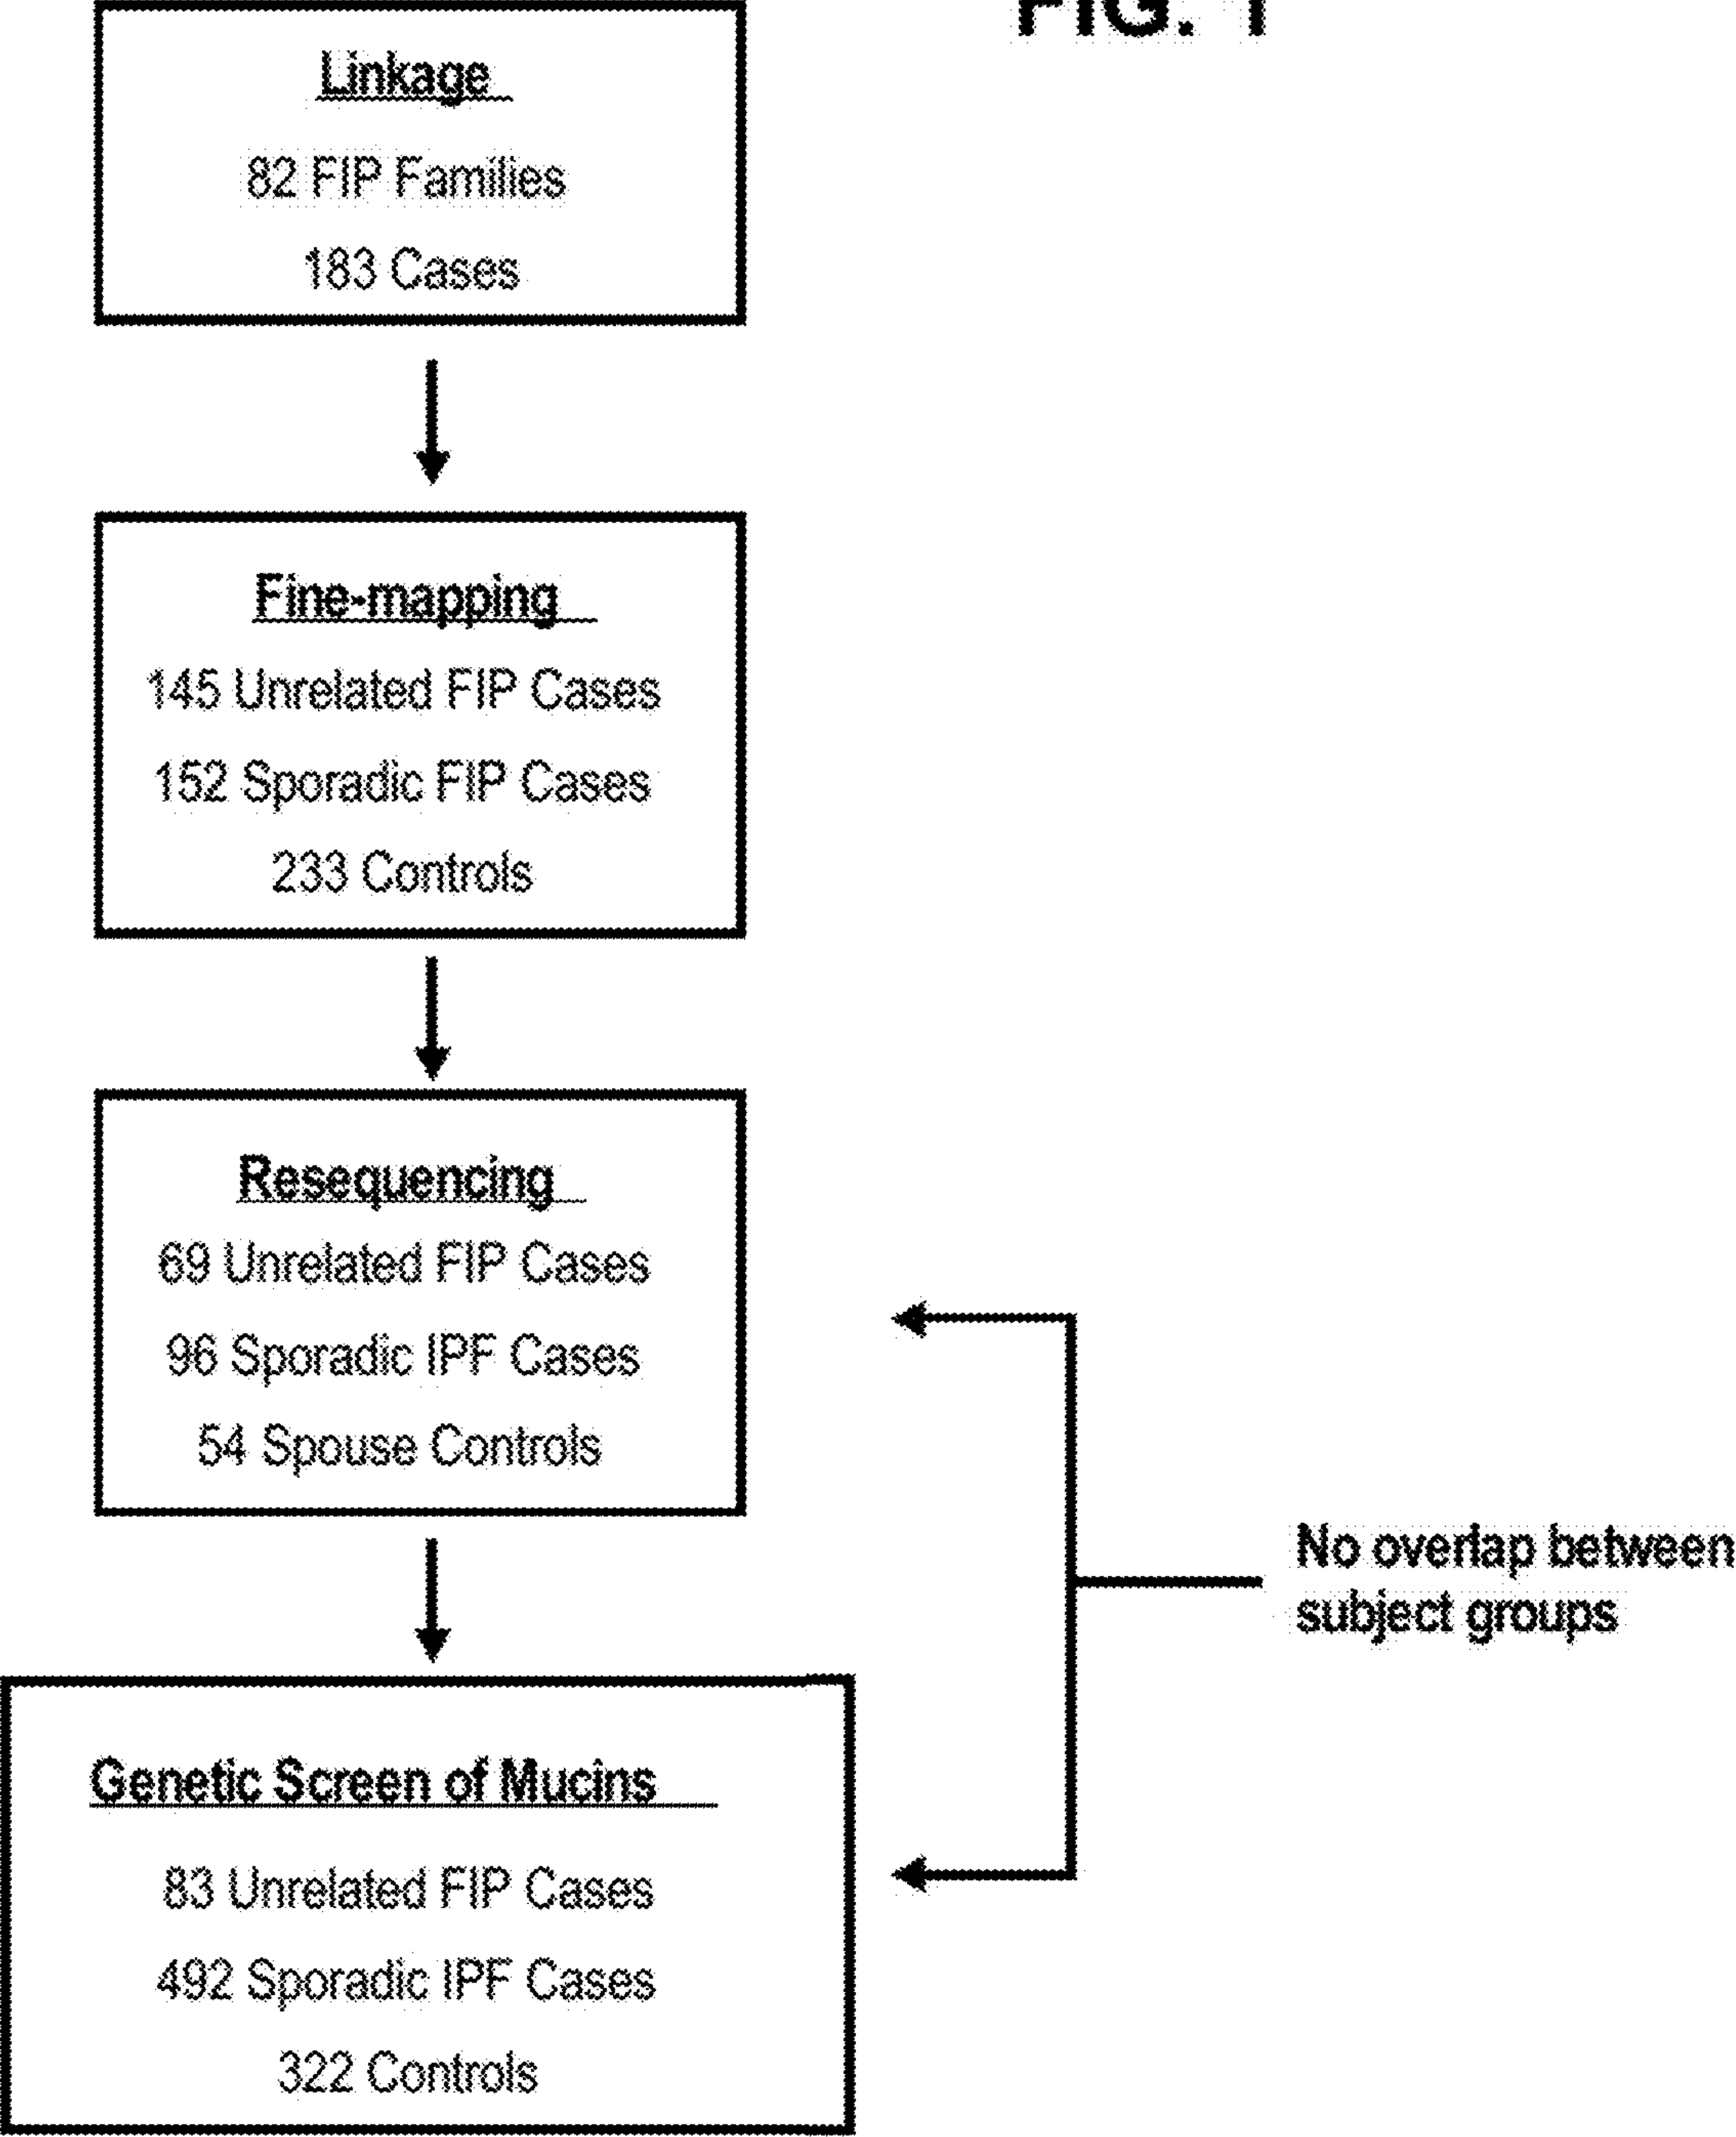 FIG. 1
Linkage
82 FIP Families
183 Cases
Fine-mapping
145 Unrelated FIP Cases
152 Sporadic FIP Cases
233 Controls
Resequencing
69 Unrelated FIP Cases
96 Sporadic IPF Cases
54 Spouse Controls
No overlap between
subject groups
Genetic Screen of Mucins
83 Unrelated FIP Cases
492 Sporadic IPF Cases
322 Controls